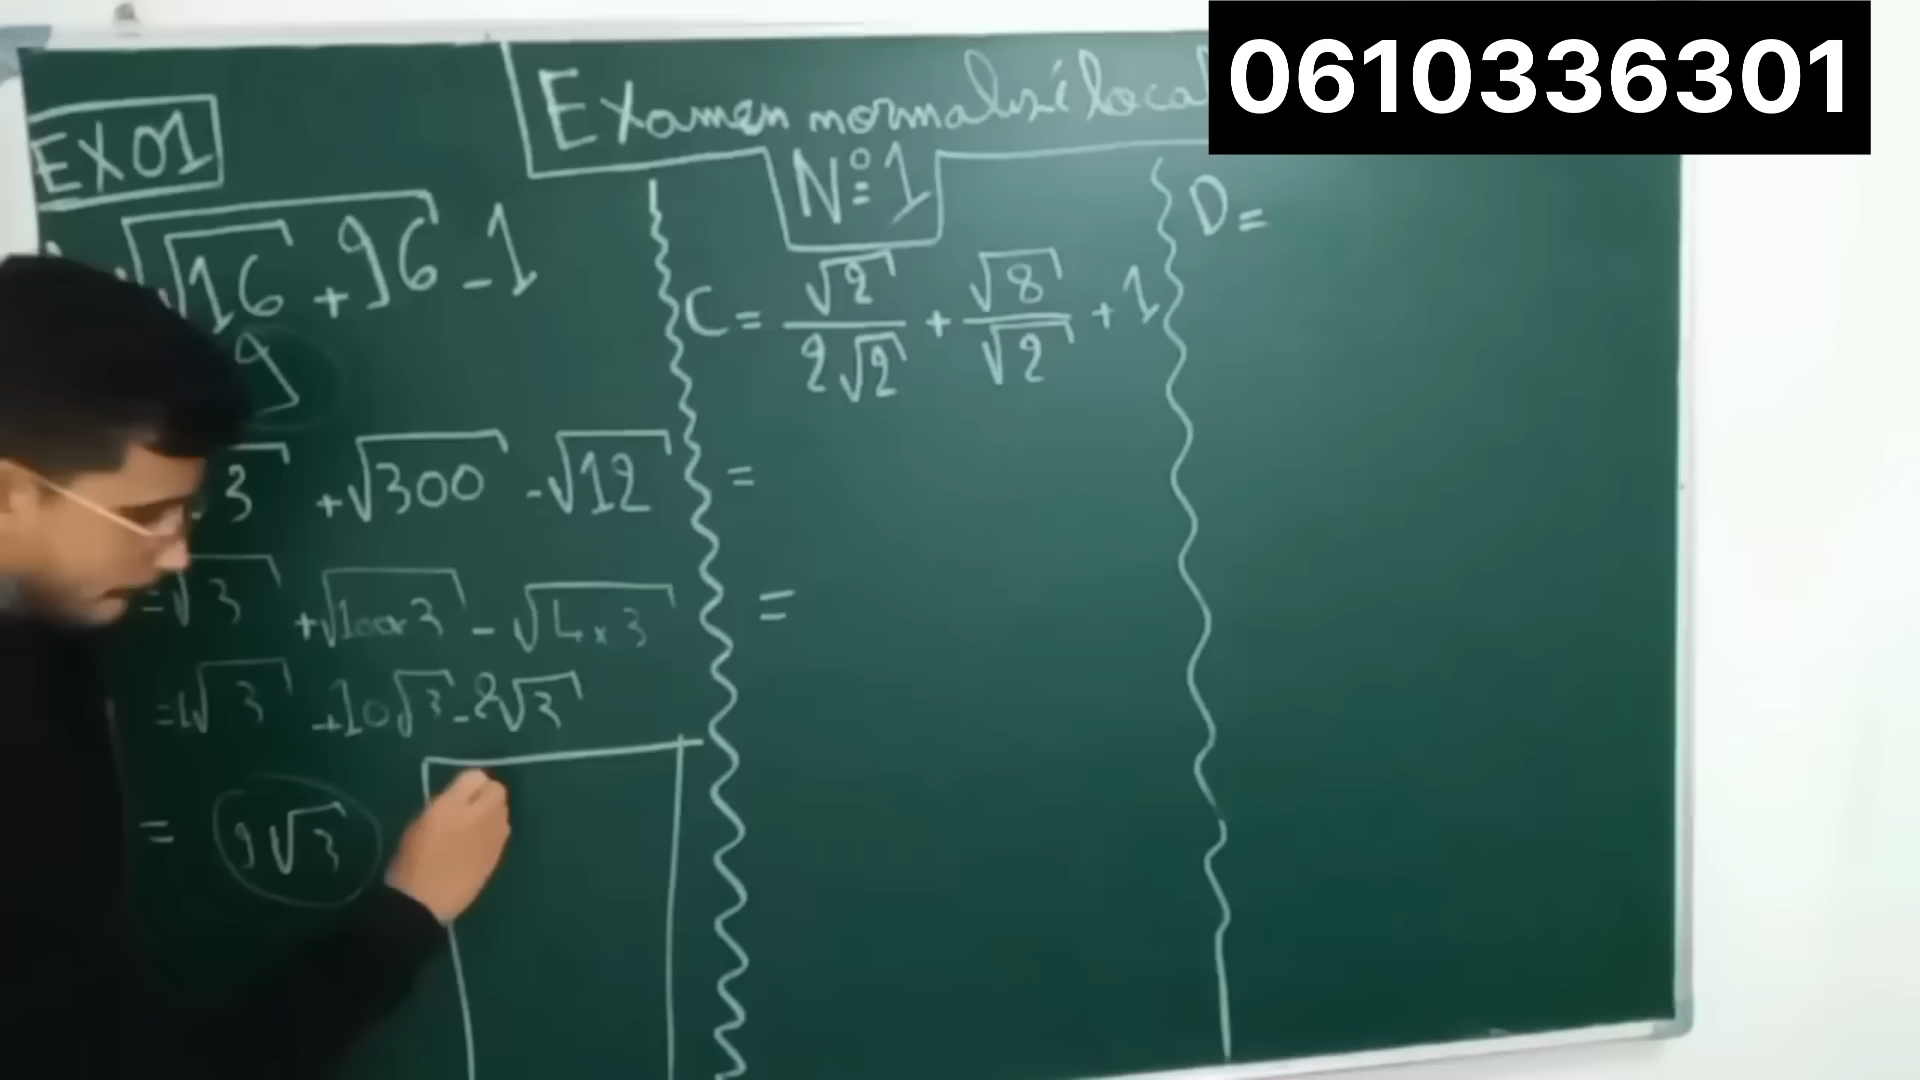 0610336301
Examen normalisé local
N°1
EX01
√(√16 + 96) - 1
9
3 + √300 - √12
= √3 + √(100×3) - √(4×3)
= 1√3 + 10√3 - 2√3
= 9√3
C = √2/(2√2) + √8/√2 + 1
=
=
D =